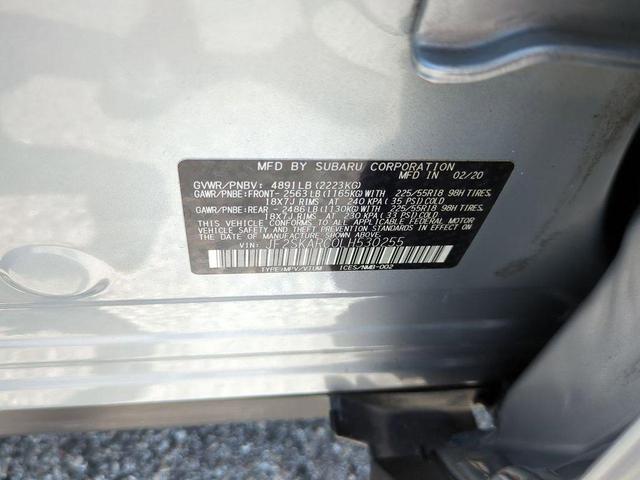 MFD BY SUBARU CORPORATION
MFD IN 02/20
GVWR/PNBV: 4891LB(2223KG)
GAWR/PNBE:FRONT- 2563LB(1165KG)WITH 225/55R18 98H TIRES,
18X7J RIMS AT 240 KPA( 35 PSI)COLD
GAWR/PNBE:REAR - 2486LB(1130KG)WITH 225/55R18 98H TIRES,
18X7J RIMS AT 230 KPA( 33 PSI)COLD
THIS VEHICLE CONFORMS TO ALL APPLICABLE FEDERAL MOTOR
VEHICLE SAFETY AND THEFT PREVENTION STANDARDS IN EFFECT
ON THE DATE OF MANUFACTURE SHOWN ABOVE.
JF2SKARC0LH530255
TYPE:MPV/VTUM ICES/NMB-002